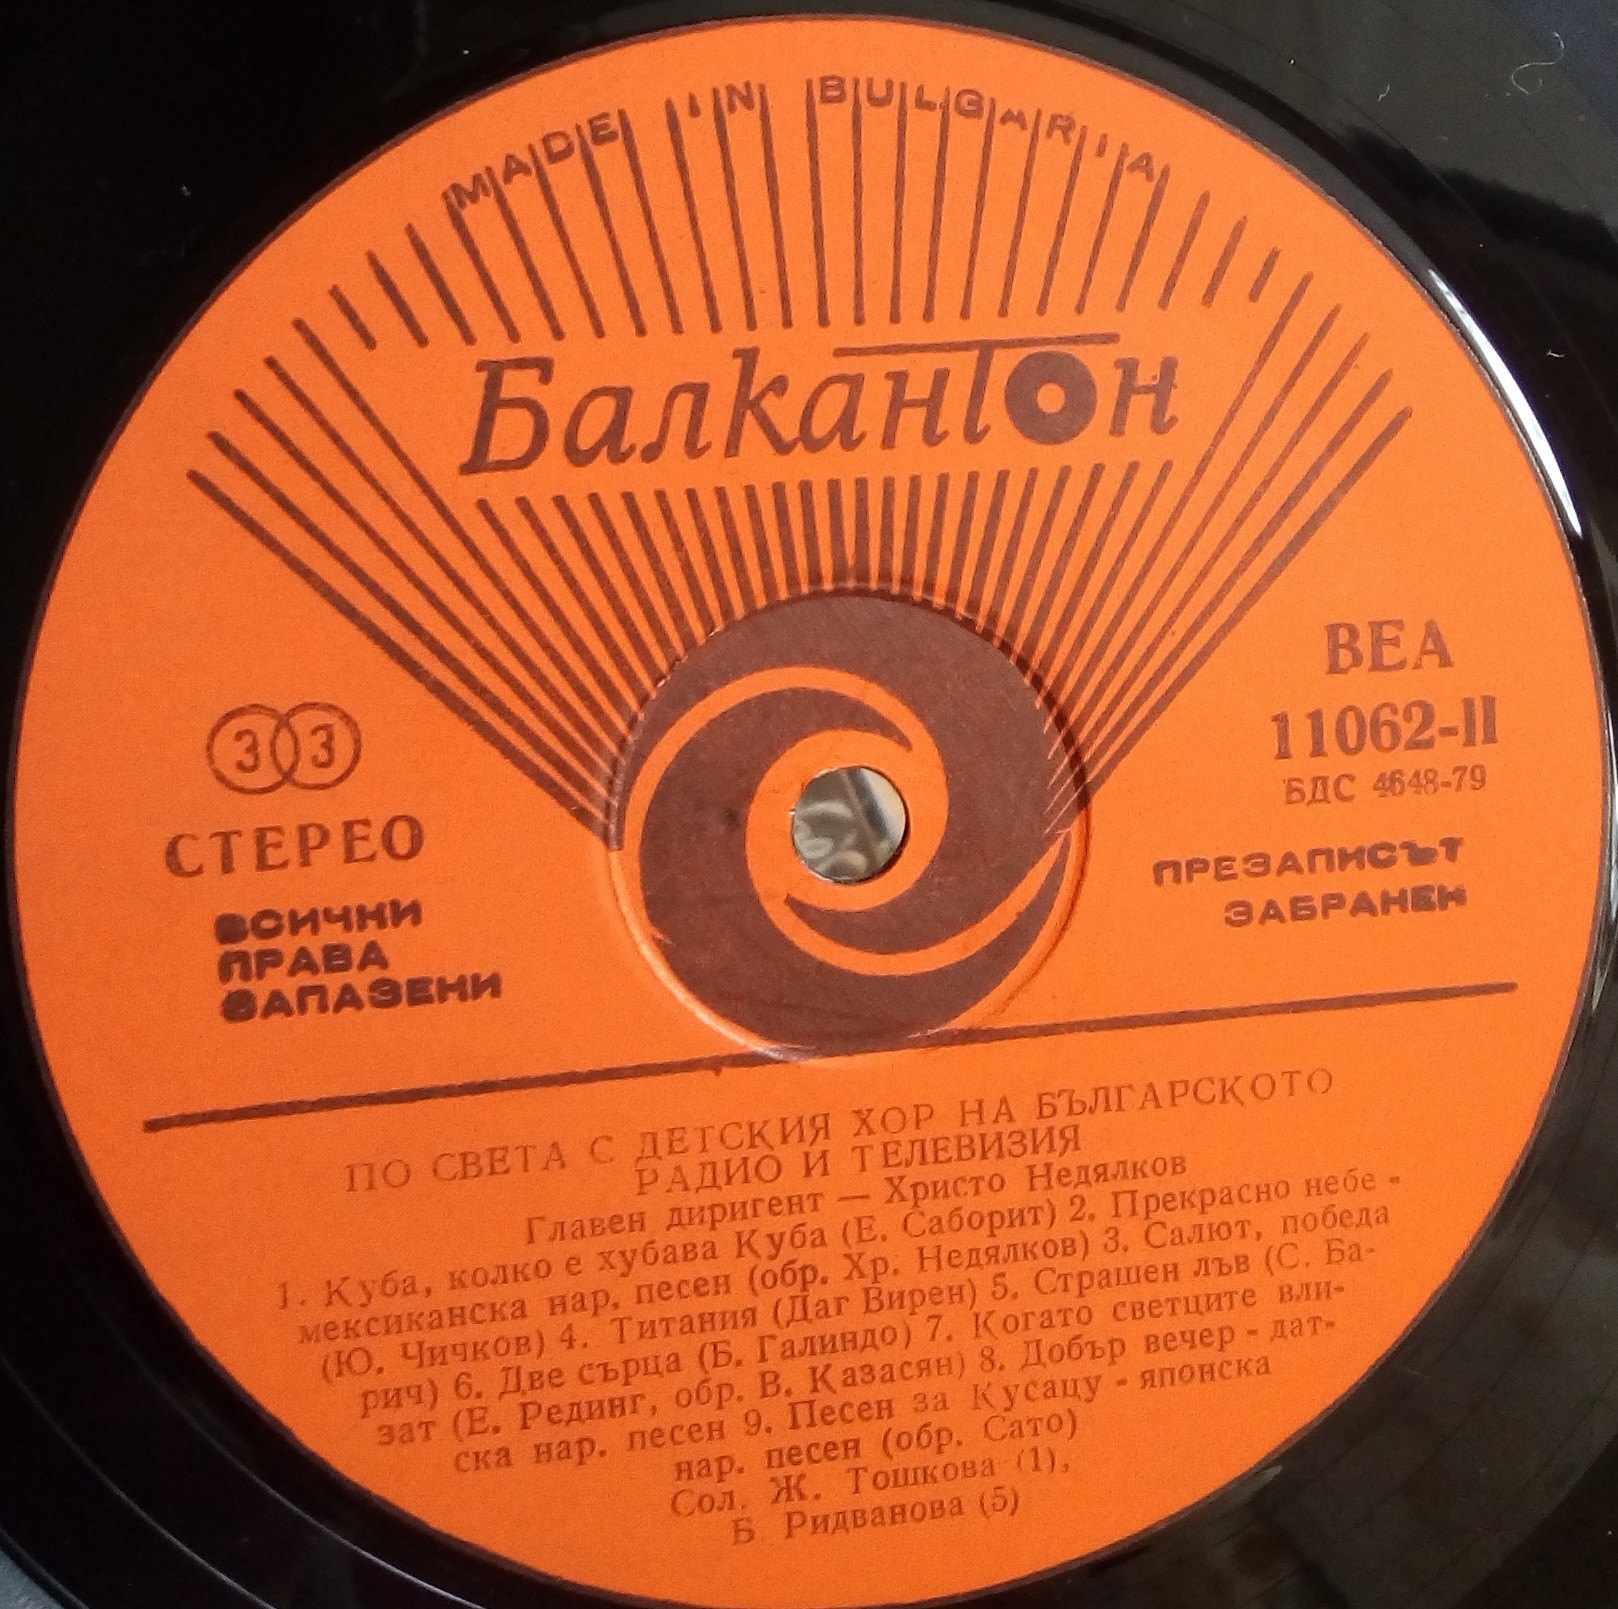 MADE IN BULGARIA
Балкантон
33
СТЕРЕО
ВСИЧНИ
ПРАВА
ЗАПАЗЕНИ
ВЕА
11062-II
БДС 4648-79
ПРЕЗАПИСЪТ
ЗАБРАНЕН
ПО СВЕТА С ДЕТСКИЯ ХОР НА БЪЛГАРСКОТО
РАДИО И ТЕЛЕВИЗИЯ
Главен диригент — Христо Недялков
1. Куба, колко е хубава Куба (Е. Саборит) 2. Прекрасно небе -
мексиканска нар. песен (обр. Хр. Недялков) 3. Салют, победа
(Ю. Чичков) 4. Титания (Даг Вирен) 5. Страшен лъв (С. Ба-
рич) 6. Две сърца (Б. Галиндо) 7. Когато светците вли-
зат (Е. Рединг, обр. В. Казасян) 8. Добър вечер - дат-
ска нар. песен 9. Песен за Кусацу - японска
нар. песен (обр. Сато)
Сол. Ж. Тошкова (1),
Б. Ридванова (5)